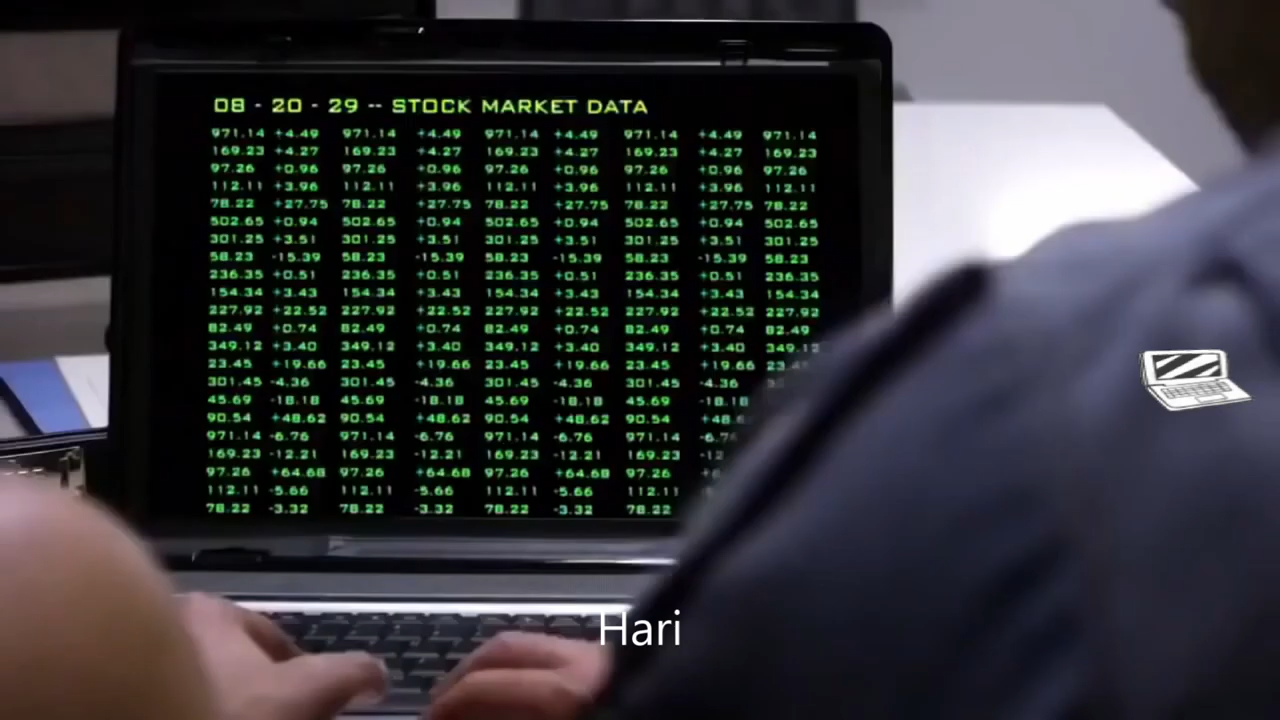 08 - 20 - 29 -- STOCK MARKET DATA
971.14 +4.49 971.14 +4.49 971.14 +4.49 971.14 +4.49 971.14
169.23 +4.27 169.23 +4.27 169.23 +4.27 169.23 +4.27 169.23
97.26 +0.96 97.26 +0.96 97.26 +0.96 97.26 +0.96 97.26
112.11 +3.96 112.11 +3.96 112.11 +3.96 112.11 +3.96 112.11
78.22 +27.75 78.22 +27.75 78.22 +27.75 78.22 +27.75 78.22
502.65 +0.94 502.65 +0.94 502.65 +0.94 502.65 +0.94 502.65
301.25 +3.51 301.25 +3.51 301.25 +3.51 301.25 +3.51 301.25
58.23 -15.39 58.23 -15.39 58.23 -15.39 58.23 -15.39 58.23
236.35 +0.51 236.35 +0.51 236.35 +0.51 236.35 +0.51 236.35
154.34 +3.43 154.34 +3.43 154.34 +3.43 154.34 +3.43 154.34
227.92 +22.52 227.92 +22.52 227.92 +22.52 227.92 +22.52 227.92
82.49 +0.74 82.49 +0.74 82.49 +0.74 82.49 +0.74 82.49
349.12 +3.40 349.12 +3.40 349.12 +3.40 349.12 +3.40 349.12
23.45 +19.66 23.45 +19.66 23.45 +19.66 23.45 +19.66 23.45
301.45 -4.36 301.45 -4.36 301.45 -4.36 301.45 -4.36
45.69 -18.18 45.69 -18.18 45.69 -18.18 45.69 -18.18
90.54 +48.62 90.54 +48.62 90.54 +48.62 90.54
971.14 -6.76 971.14 -6.76 971.14 -6.76 971.14
169.23 -12.21 169.23 -12.21 169.23 -12.21 169.23
97.26 +64.68 97.26 +64.68 97.26 +64.68 97.26
112.11 -5.66 112.11 -5.66 112.11 -5.66 112.11
78.22 -3.32 78.22 -3.32 78.22 -3.32 78.22
Hari